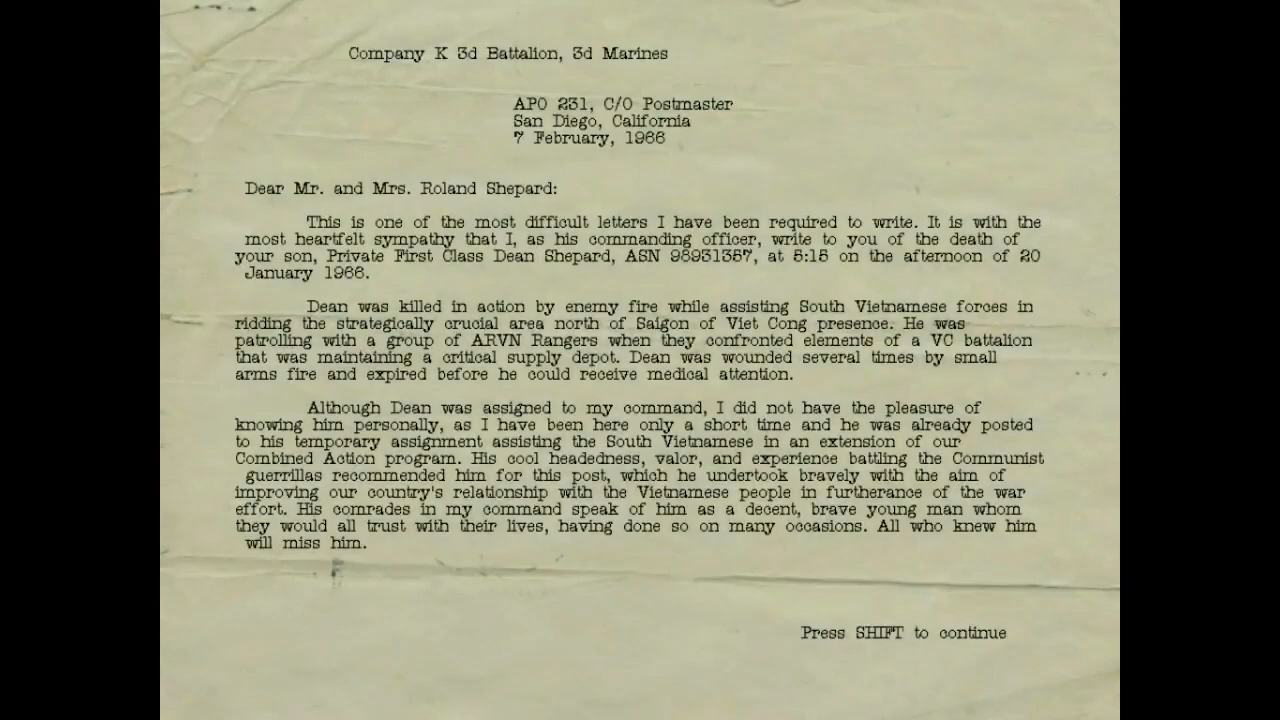 Company K 3d Battalion, 3d Marines
APO 231, C/O Postmaster
San Diego, California
7 February, 1966
Dear Mr. and Mrs. Roland Shepard:
This is one of the most difficult letters I have been required to write. It is with the
most heartfelt sympathy that I, as his commanding officer, write to you of the death of
your son, Private First Class Dean Shepard, ASN 98931357, at 5:15 on the afternoon of 20
January 1966.
Dean was killed in action by enemy fire while assisting South Vietnamese forces in
ridding the strategically crucial area north of Saigon of Viet Cong presence. He was
patrolling with a group of ARVN Rangers when they confronted elements of a VC battalion
that was maintaining a critical supply depot. Dean was wounded several times by small
arms fire and expired before he could receive medical attention.
Although Dean was assigned to my command, I did not have the pleasure of
knowing him personally, as I have been here only a short time and he was already posted
to his temporary assignment assisting the South Vietnamese in an extension of our
Combined Action program. His cool headedness, valor, and experience battling the Communist
guerrillas recommended him for this post, which he undertook bravely with the aim of
improving our country's relationship with the Vietnamese people in furtherance of the war
effort. His comrades in my command speak of him as a decent, brave young man whom
they would all trust with their lives, having done so on many occasions. All who knew him
will miss him.
Press SHIFT to continue